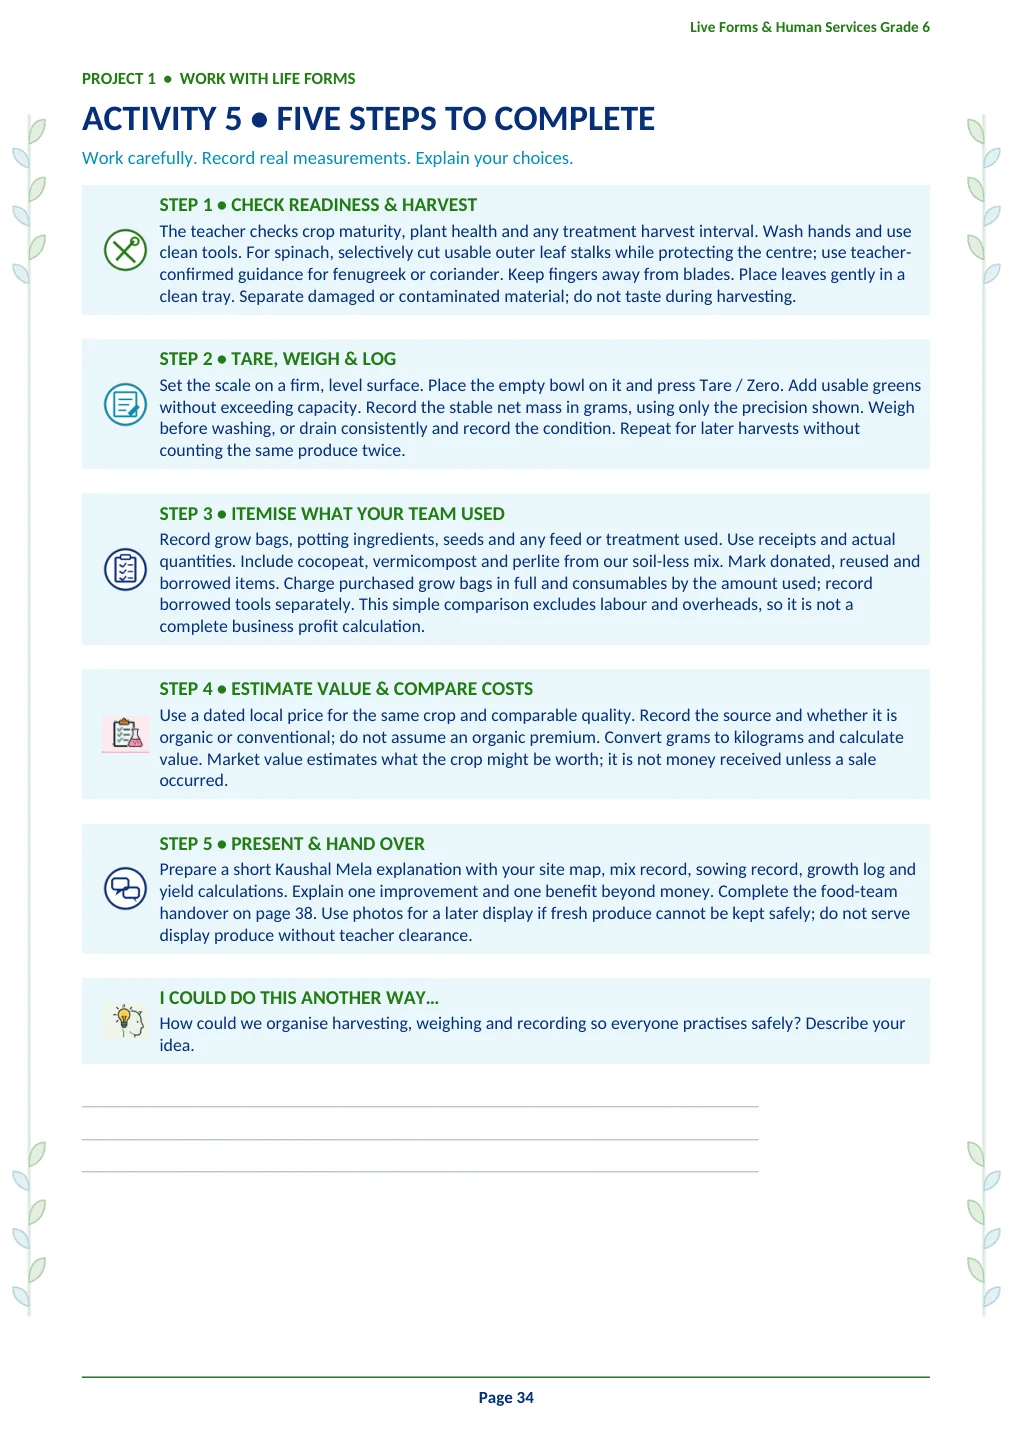 Live Forms & Human Services Grade 6
PROJECT 1 ● WORK WITH LIFE FORMS
ACTIVITY 5 ● FIVE STEPS TO COMPLETE
Work carefully. Record real measurements. Explain your choices.
STEP 1 ● CHECK READINESS & HARVEST
The teacher checks crop maturity, plant health and any treatment harvest interval. Wash hands and use
clean tools. For spinach, selectively cut usable outer leaf stalks while protecting the centre; use teacher-
confirmed guidance for fenugreek or coriander. Keep fingers away from blades. Place leaves gently in a
clean tray. Separate damaged or contaminated material; do not taste during harvesting.
STEP 2 ● TARE, WEIGH & LOG
Set the scale on a firm, level surface. Place the empty bowl on it and press Tare / Zero. Add usable greens
without exceeding capacity. Record the stable net mass in grams, using only the precision shown. Weigh
before washing, or drain consistently and record the condition. Repeat for later harvests without
counting the same produce twice.
STEP 3 ● ITEMISE WHAT YOUR TEAM USED
Record grow bags, potting ingredients, seeds and any feed or treatment used. Use receipts and actual
quantities. Include cocopeat, vermicompost and perlite from our soil-less mix. Mark donated, reused and
borrowed items. Charge purchased grow bags in full and consumables by the amount used; record
borrowed tools separately. This simple comparison excludes labour and overheads, so it is not a
complete business profit calculation.
STEP 4 ● ESTIMATE VALUE & COMPARE COSTS
Use a dated local price for the same crop and comparable quality. Record the source and whether it is
organic or conventional; do not assume an organic premium. Convert grams to kilograms and calculate
value. Market value estimates what the crop might be worth; it is not money received unless a sale
occurred.
STEP 5 ● PRESENT & HAND OVER
Prepare a short Kaushal Mela explanation with your site map, mix record, sowing record, growth log and
yield calculations. Explain one improvement and one benefit beyond money. Complete the food-team
handover on page 38. Use photos for a later display if fresh produce cannot be kept safely; do not serve
display produce without teacher clearance.
I COULD DO THIS ANOTHER WAY...
How could we organise harvesting, weighing and recording so everyone practises safely? Describe your
idea.
Page 34